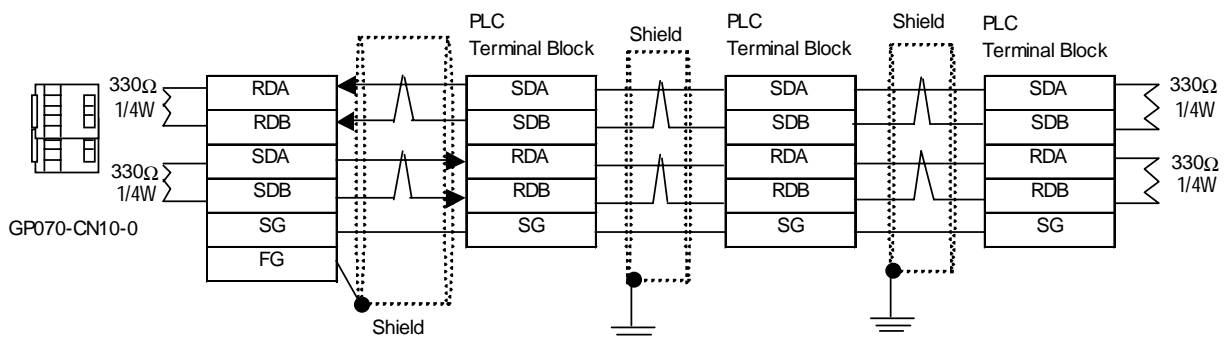 PLC
Terminal Block
Shield
PLC
Terminal Block
Shield
PLC
Terminal Block
330Ω
1/4W
330Ω
1/4W
GP070-CN10-0
RDA
RDB
SDA
SDB
SG
FG
Shield
SDA
SDB
RDA
RDB
SG
SDA
SDB
RDA
RDB
SG
SDA
SDB
RDA
RDB
SG
330Ω
1/4W
330Ω
1/4W